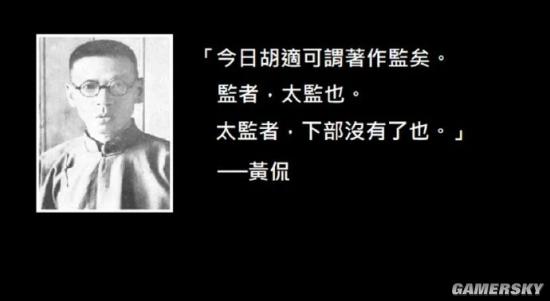 「今日胡適可謂著作監矣。
監者，太監也。
太監者，下部沒有了也。」
──黃侃
GAMERSKY